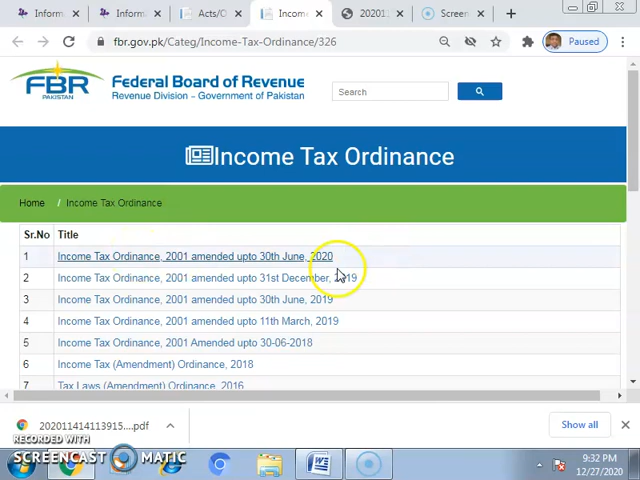 Inform
Inform
Acts/O
Income
20201
Screen
fbr.gov.pk/Categ/Income-Tax-Ordinance/326
Paused
FBR
PAKISTAN
Federal Board of Revenue
Revenue Division - Government of Pakistan
Search
Income Tax Ordinance
Home / Income Tax Ordinance
Sr.No Title
1 Income Tax Ordinance, 2001 amended upto 30th June, 2020
2 Income Tax Ordinance, 2001 amended upto 31st December, 2019
3 Income Tax Ordinance, 2001 amended upto 30th June, 2019
4 Income Tax Ordinance, 2001 amended upto 11th March, 2019
5 Income Tax Ordinance, 2001 Amended upto 30-06-2018
6 Income Tax (Amendment) Ordinance, 2018
7 Tax Laws (Amendment) Ordinance, 2016
202011414113915....pdf
Show all
RECORDED WITH
SCREENCAST MATIC
9:32 PM
12/27/2020